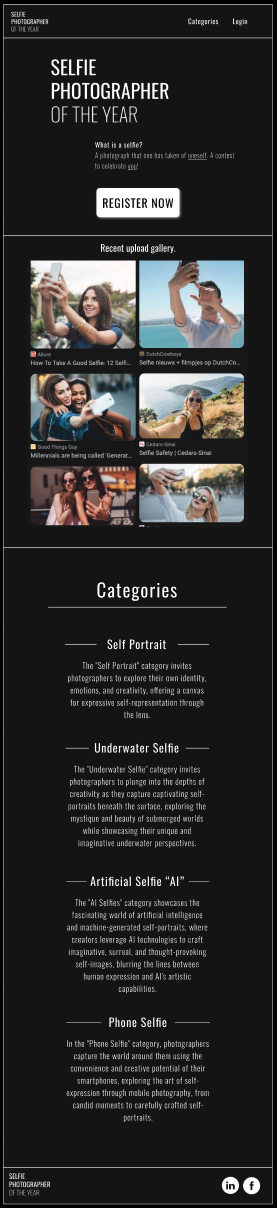 SELFIE
PHOTOGRAPHER
OF THE YEAR
Categories Login
SELFIE
PHOTOGRAPHER
OF THE YEAR
What is a selfie?
A photograph that one has taken of oneself. A contest
to celebrate you!
REGISTER NOW
Recent upload gallery.
Allure
How To Take A Good Selfie: 12 Selfi...
DutchCowboys
Selfie nieuws + filmpjes op DutchCo...
Good Things Guy
Millennials are being called 'Generat...
Cedars-Sinai
Selfie Safety | Cedars-Sinai
Categories
Self Portrait
The "Self Portrait" category invites
photographers to explore their own identity,
emotions, and creativity, offering a canvas
for expressive self-representation through
the lens.
Underwater Selfie
The "Underwater Selfie" category invites
photographers to plunge into the depths of
creativity as they capture captivating self-
portraits beneath the surface, exploring the
mystique and beauty of submerged worlds
while showcasing their unique and
imaginative underwater perspectives.
Artificial Selfie “AI”
The "AI Selfies" category showcases the
fascinating world of artificial intelligence
and machine-generated self-portraits, where
creators leverage AI technologies to craft
imaginative, surreal, and thought-provoking
self-images, blurring the lines between
human expression and AI's artistic
capabilities.
Phone Selfie
In the "Phone Selfie" category, photographers
capture the world around them using the
convenience and creative potential of their
smartphones, exploring the art of self-
expression through mobile photography, from
candid moments to carefully crafted self-
portraits.
SELFIE
PHOTOGRAPHER
OF THE YEAR
in f